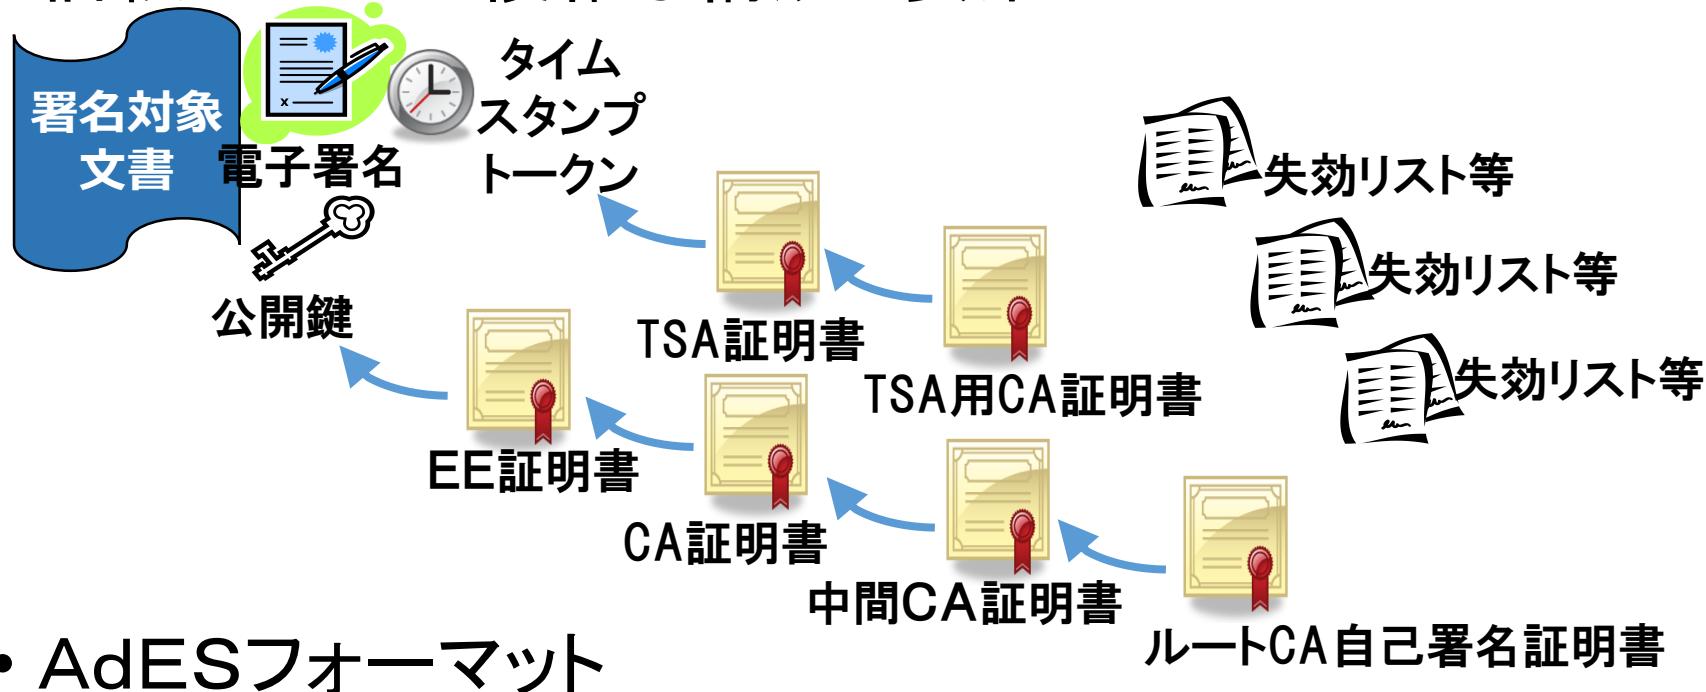 署名対象
文書
電子署名
タイム
スタンプ
トークン
公開鍵
失効リスト等
失効リスト等
失効リスト等
TSA証明書
TSA用CA証明書
EE証明書
CA証明書
中間CA証明書
ルートCA自己署名証明書
• AdESフォーマット